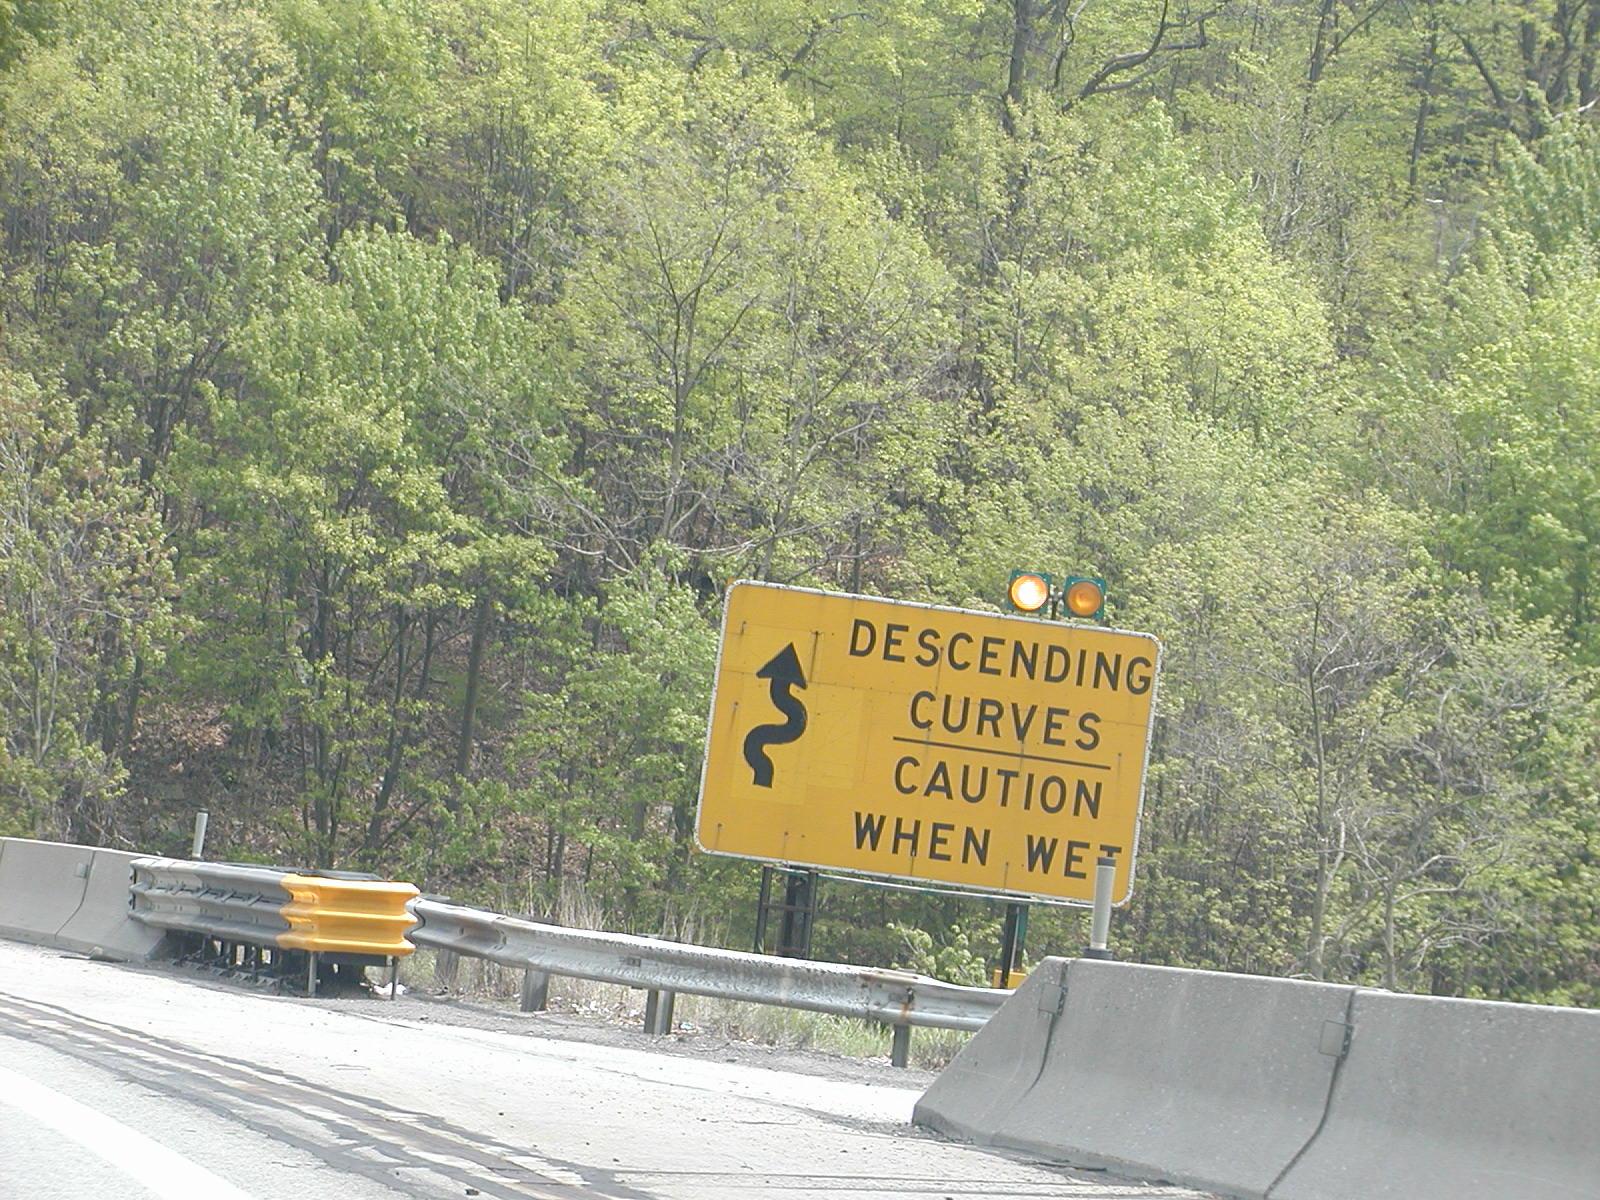 DESCENDING
CURVES
CAUTION
WHEN WET